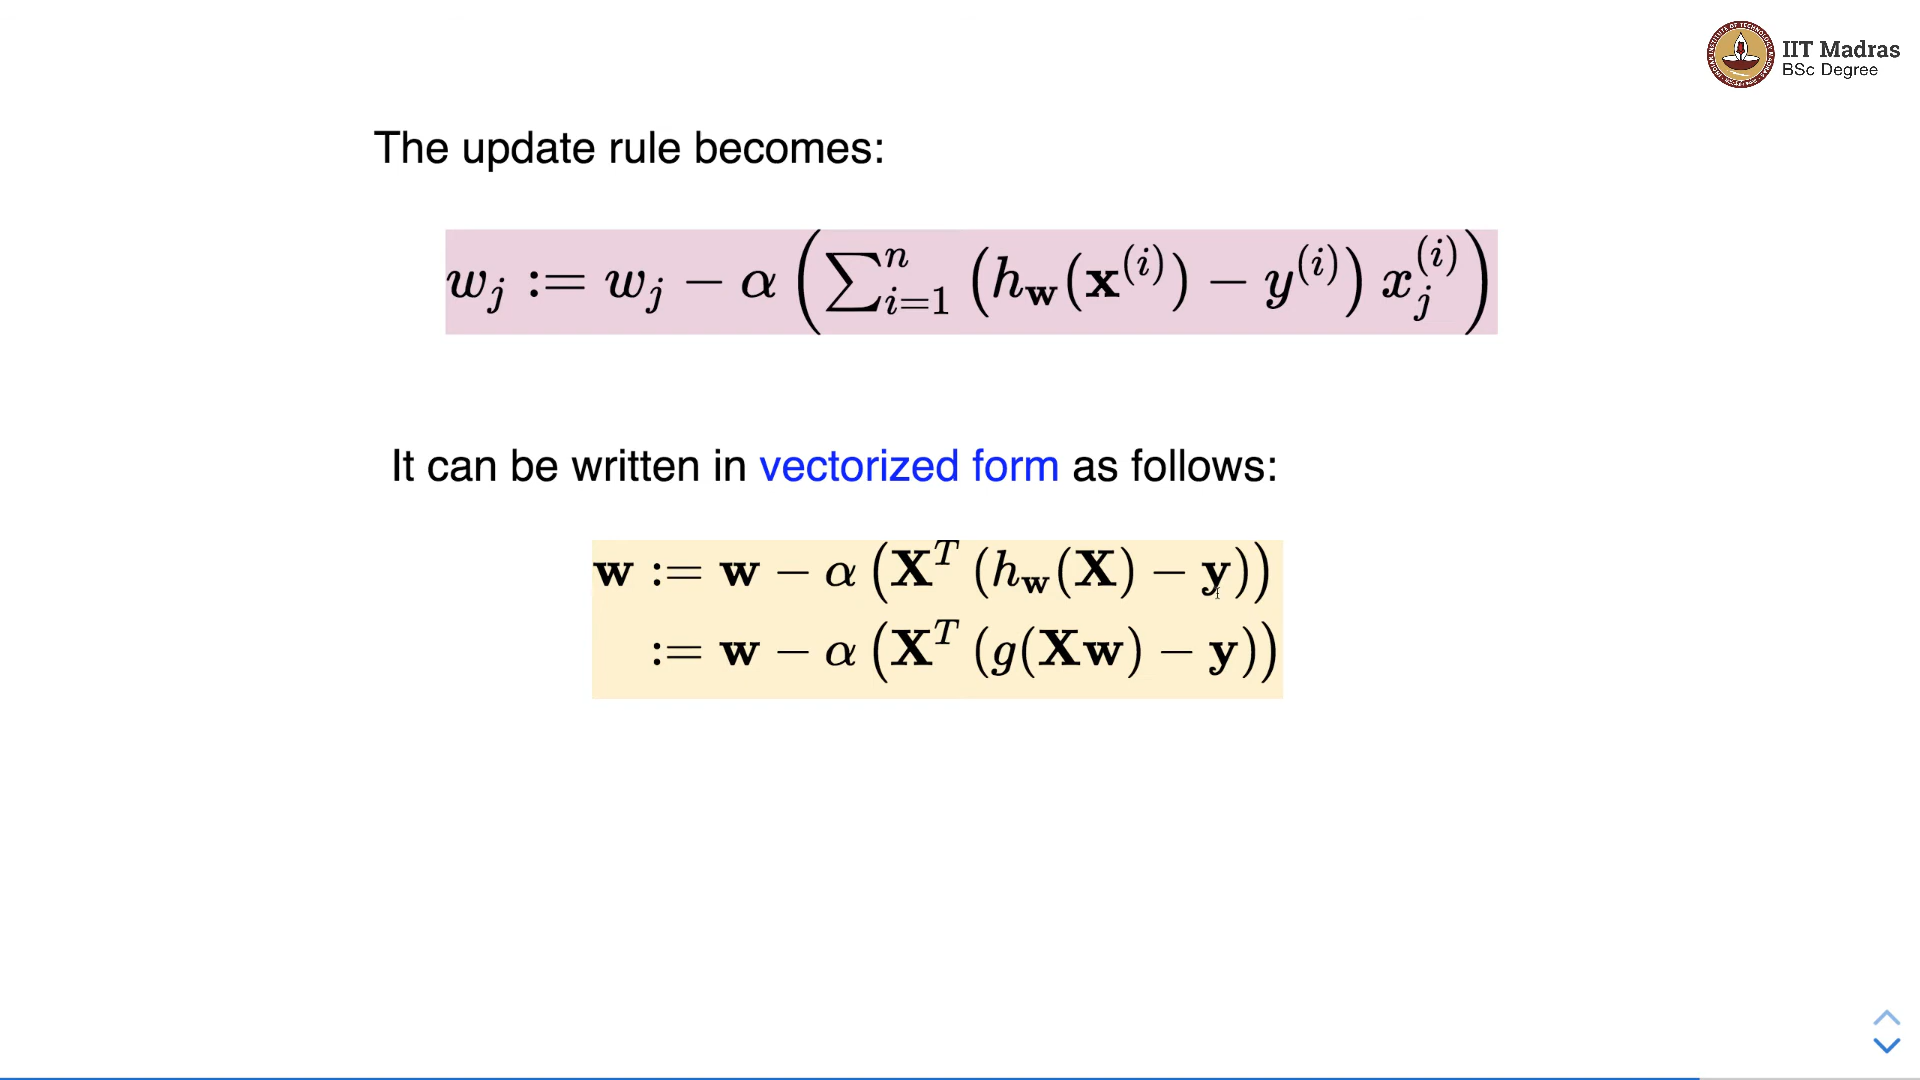 IIT Madras
BSc Degree
The update rule becomes:
w_j := w_j − α (∑_{i=1}^{n} (h_𝐰(𝐱^{(i)}) − y^{(i)}) x_j^{(i)})
It can be written in vectorized form as follows:
𝐰 := 𝐰 − α (𝐗^T (h_𝐰(𝐗) − 𝐲))
:= 𝐰 − α (𝐗^T (g(𝐗𝐰) − 𝐲))